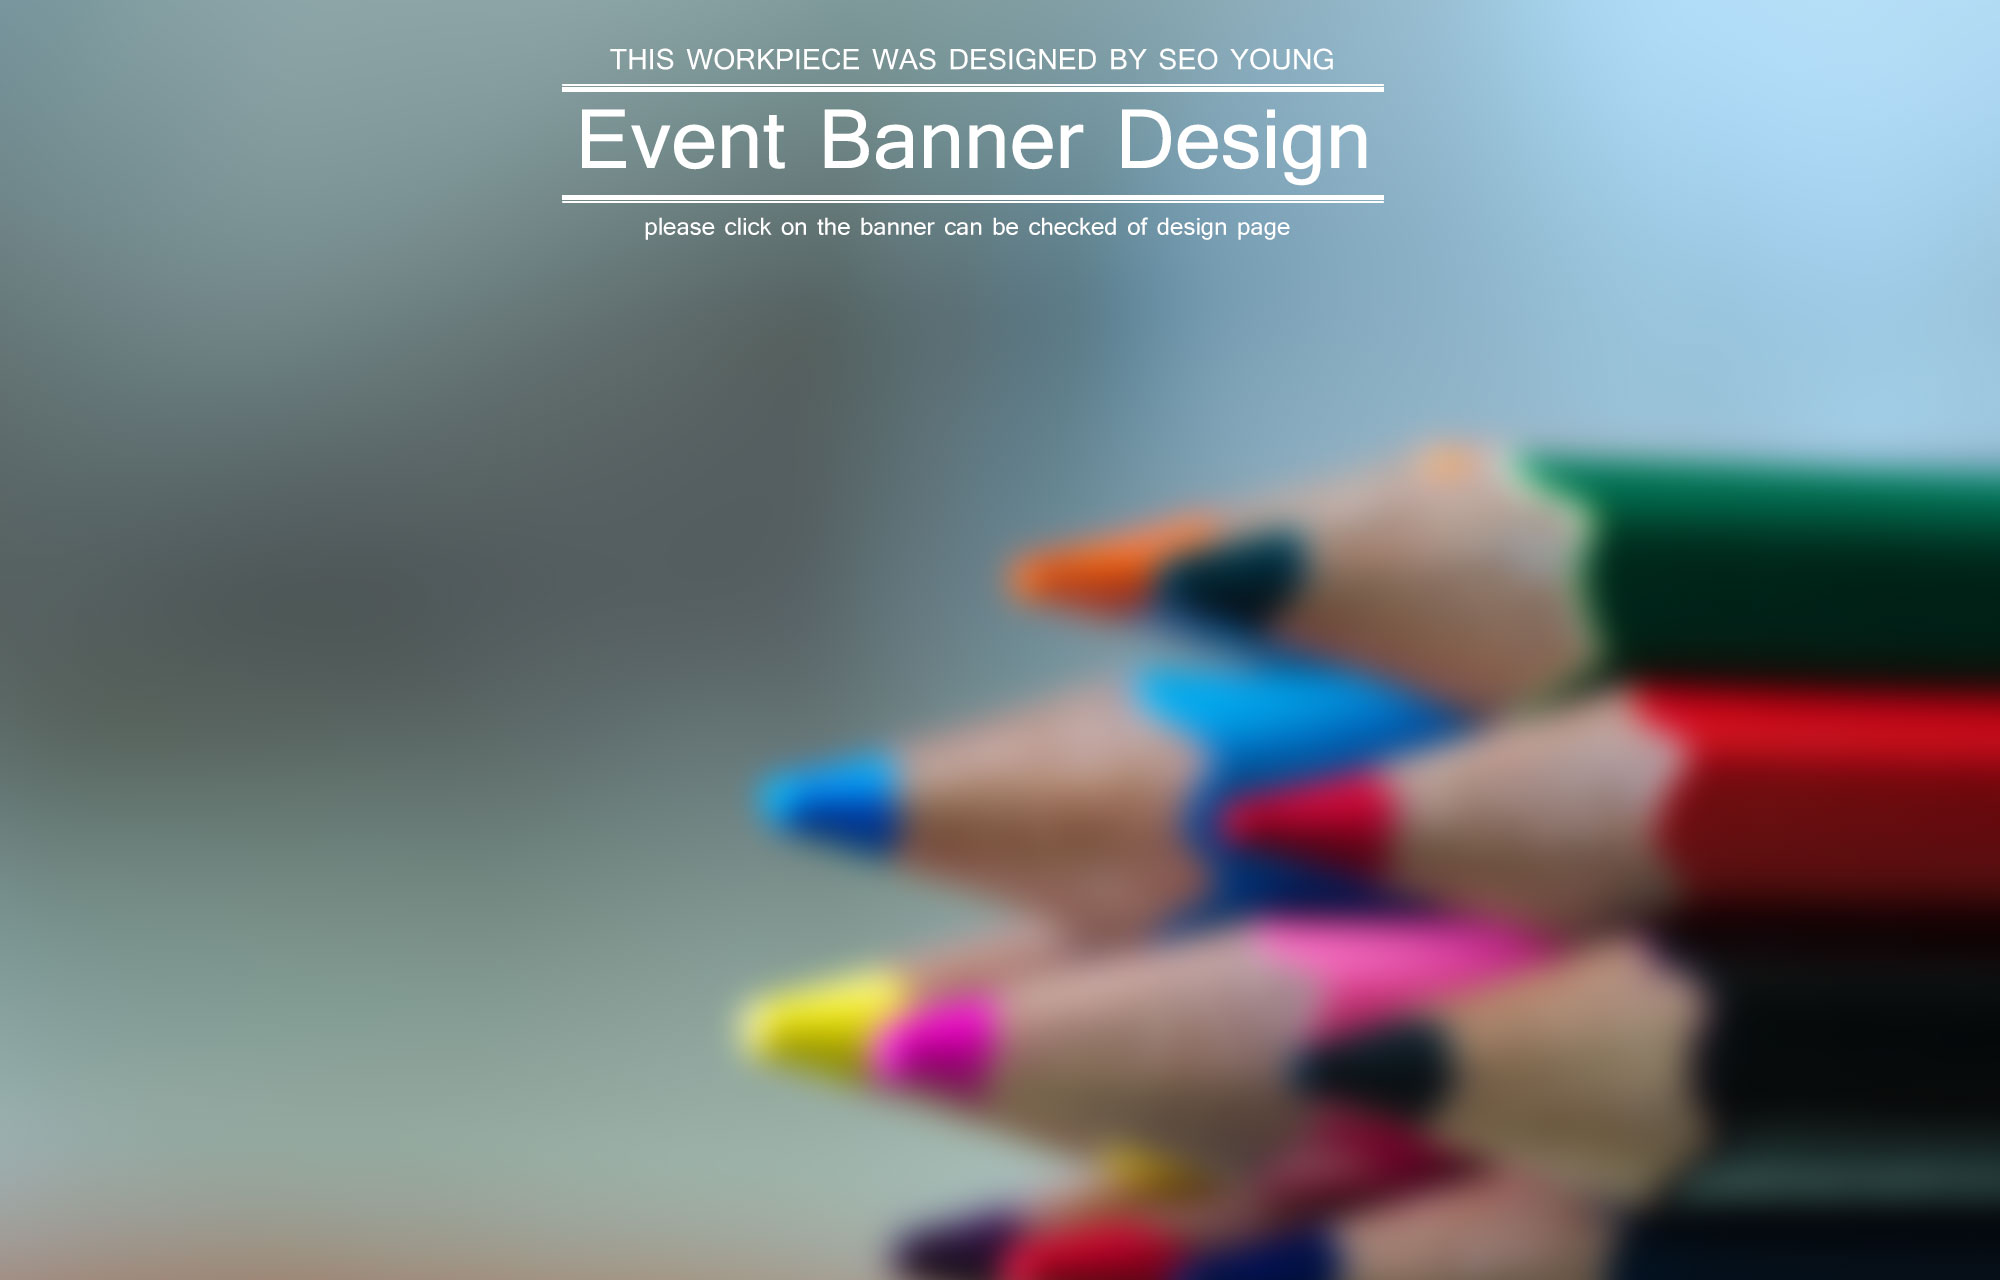 THIS WORKPIECE WAS DESIGNED BY SEO YOUNG
Event Banner Design
please click on the banner can be checked of design page